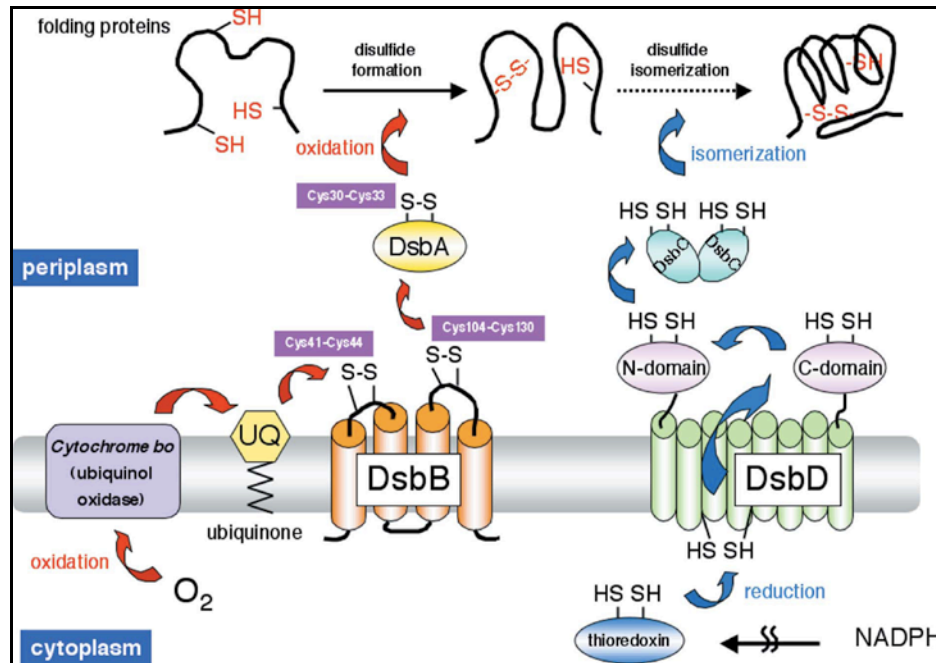 folding proteins
SH
HS
SH
disulfide
formation
-S-S-
HS
disulfide
isomerization
-SH
-S-S-
oxidation
isomerization
Cys30-Cys33
S-S
DsbA
HS SH HS SH
DsbC DsbC
periplasm
Cys41-Cys44
Cys104-Cys130
S-S
S-S
HS SH
N-domain
HS SH
C-domain
Cytochrome bo
(ubiquinol
oxidase)
UQ
ubiquinone
DsbB
DsbD
HS SH
oxidation
O2
reduction
HS SH
thioredoxin
NADPH
cytoplasm